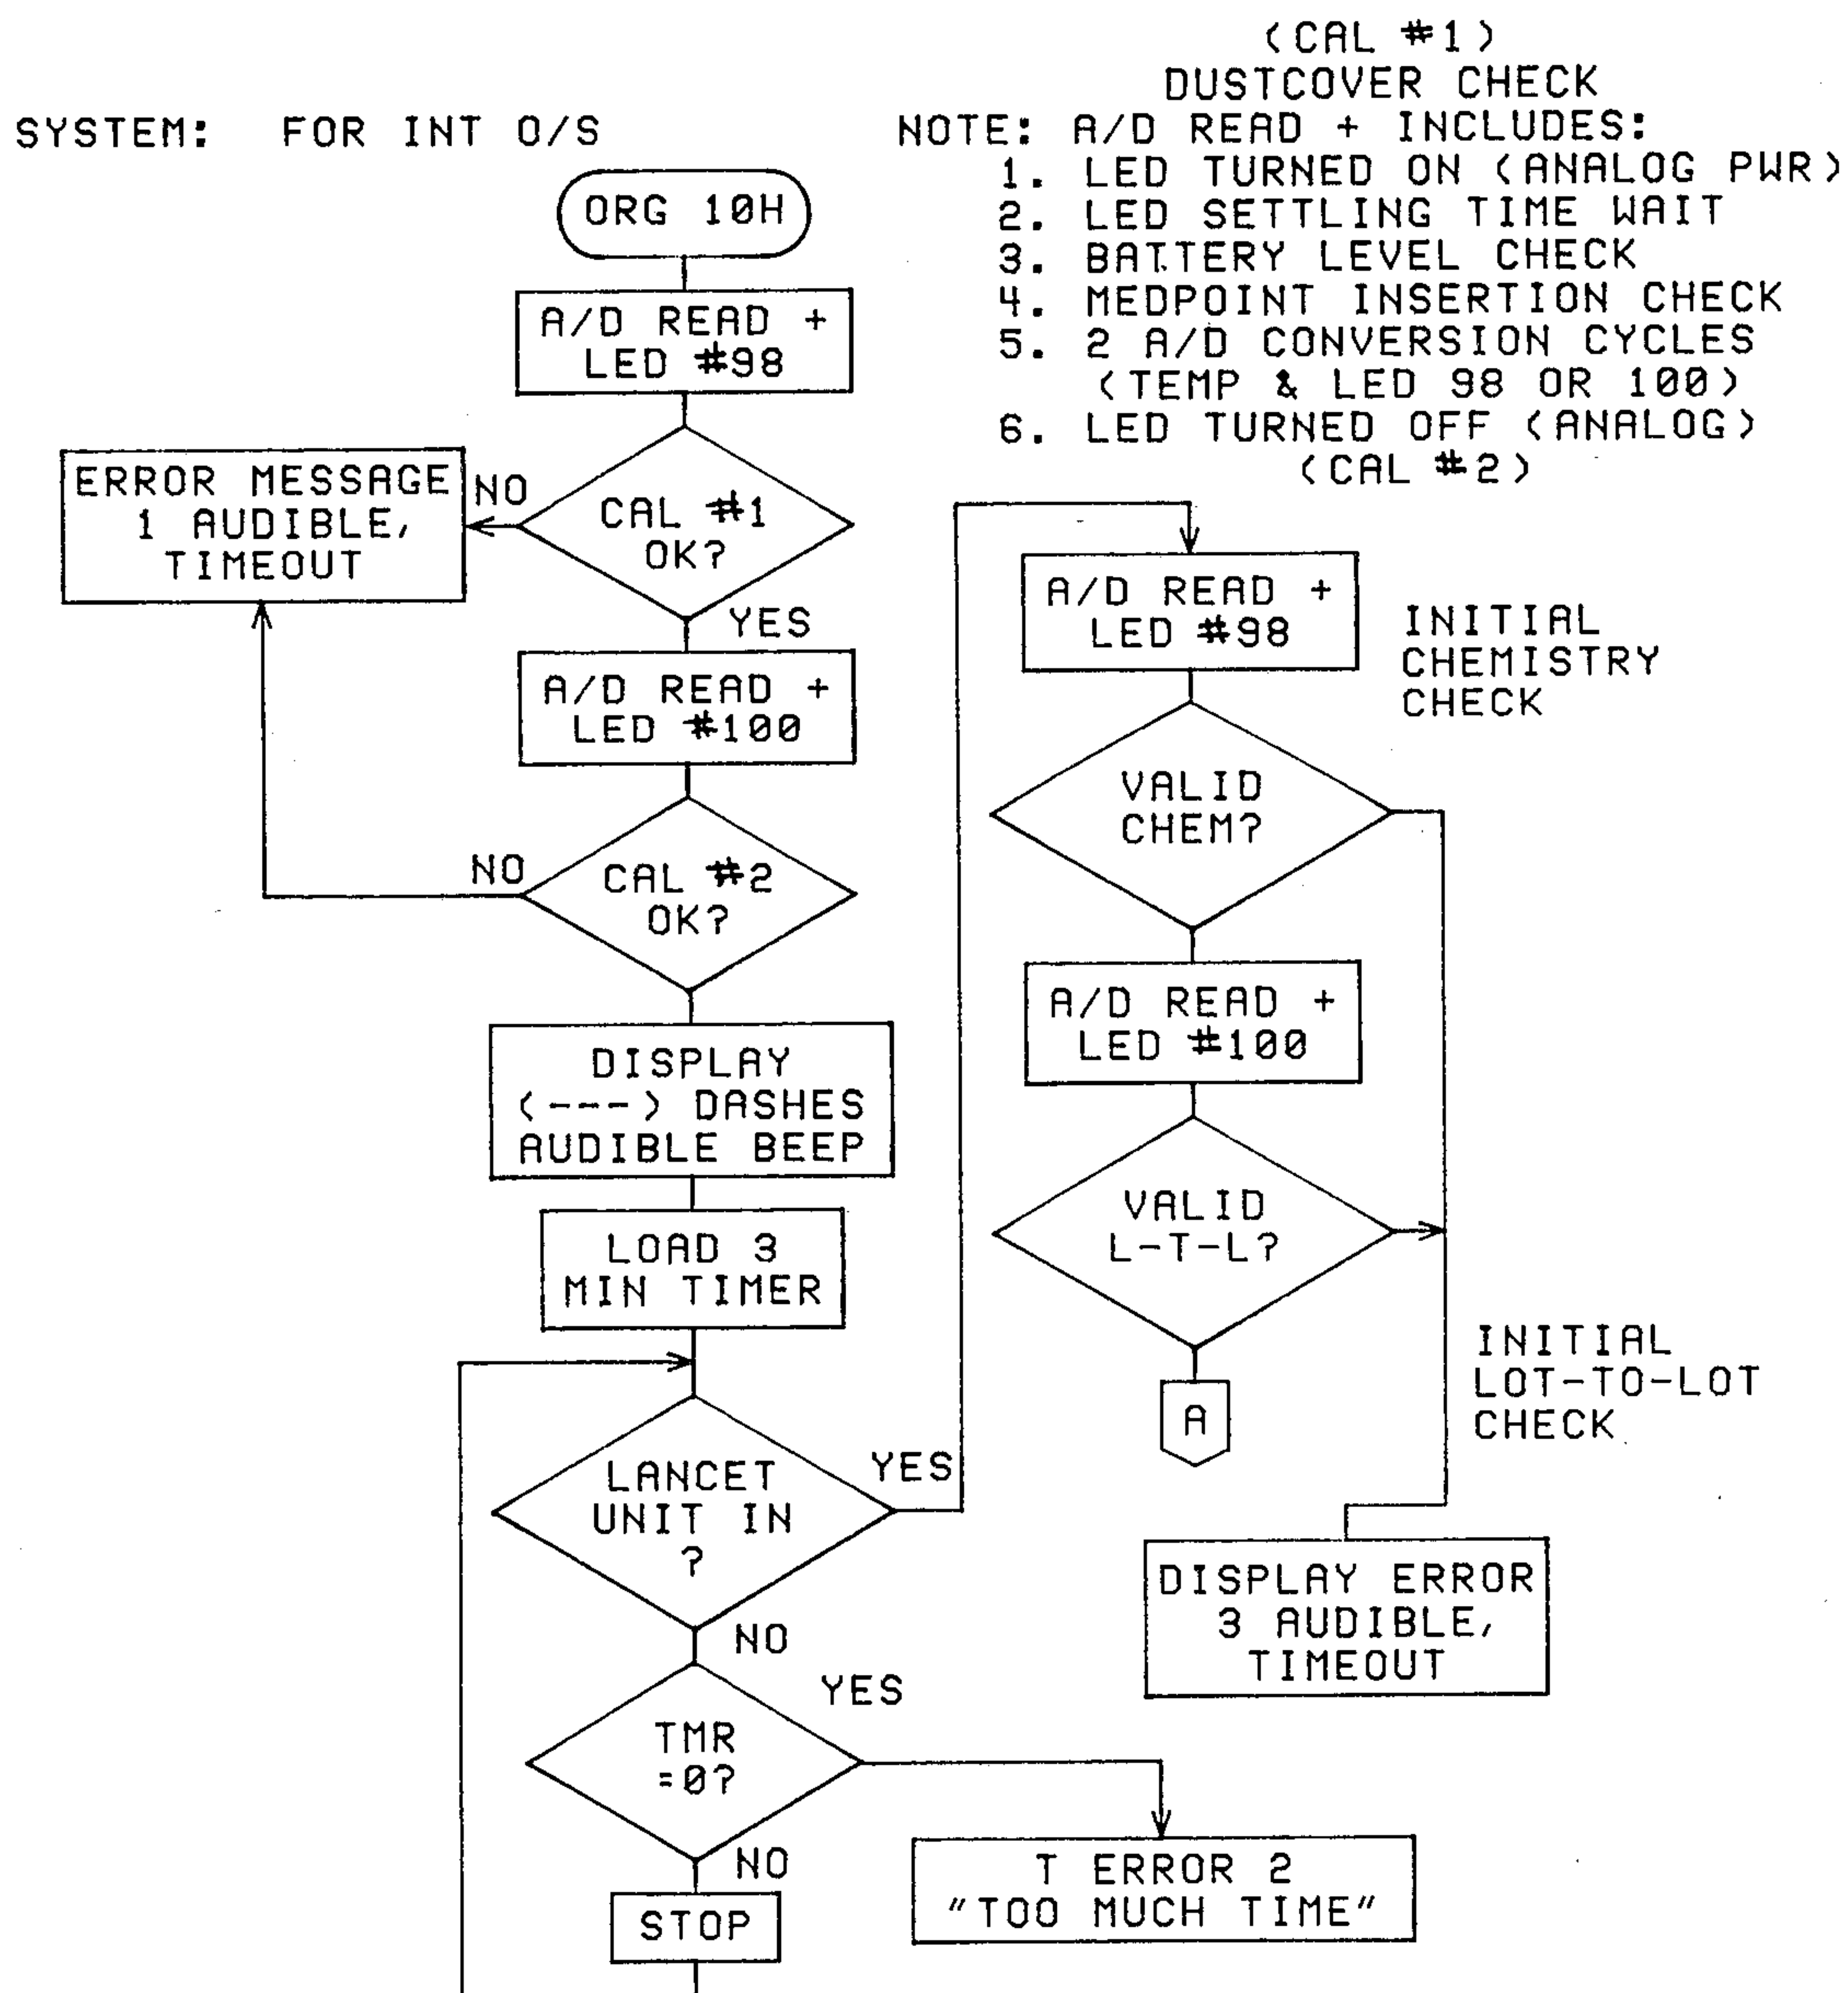 (CAL #1)
DUSTCOVER CHECK
SYSTEM: FOR INT O/S
NOTE: A/D READ + INCLUDES:
1. LED TURNED ON (ANALOG PWR)
2. LED SETTLING TIME WAIT
3. BATTERY LEVEL CHECK
4. MEDPOINT INSERTION CHECK
5. 2 A/D CONVERSION CYCLES
(TEMP & LED 98 OR 100)
6. LED TURNED OFF (ANALOG)
(CAL #2)
ORG 10H
A/D READ +
LED #98
CAL #1
OK?
NO
ERROR MESSAGE
1 AUDIBLE,
TIMEOUT
YES
A/D READ +
LED #100
CAL #2
OK?
NO
DISPLAY
(---) DASHES
AUDIBLE BEEP
LOAD 3
MIN TIMER
LANCET
UNIT IN
?
YES
NO
TMR
=0?
YES
NO
STOP
T ERROR 2
"TOO MUCH TIME"
A/D READ +
LED #98
INITIAL
CHEMISTRY
CHECK
VALID
CHEM?
A/D READ +
LED #100
VALID
L-T-L?
A
INITIAL
LOT-TO-LOT
CHECK
DISPLAY ERROR
3 AUDIBLE,
TIMEOUT